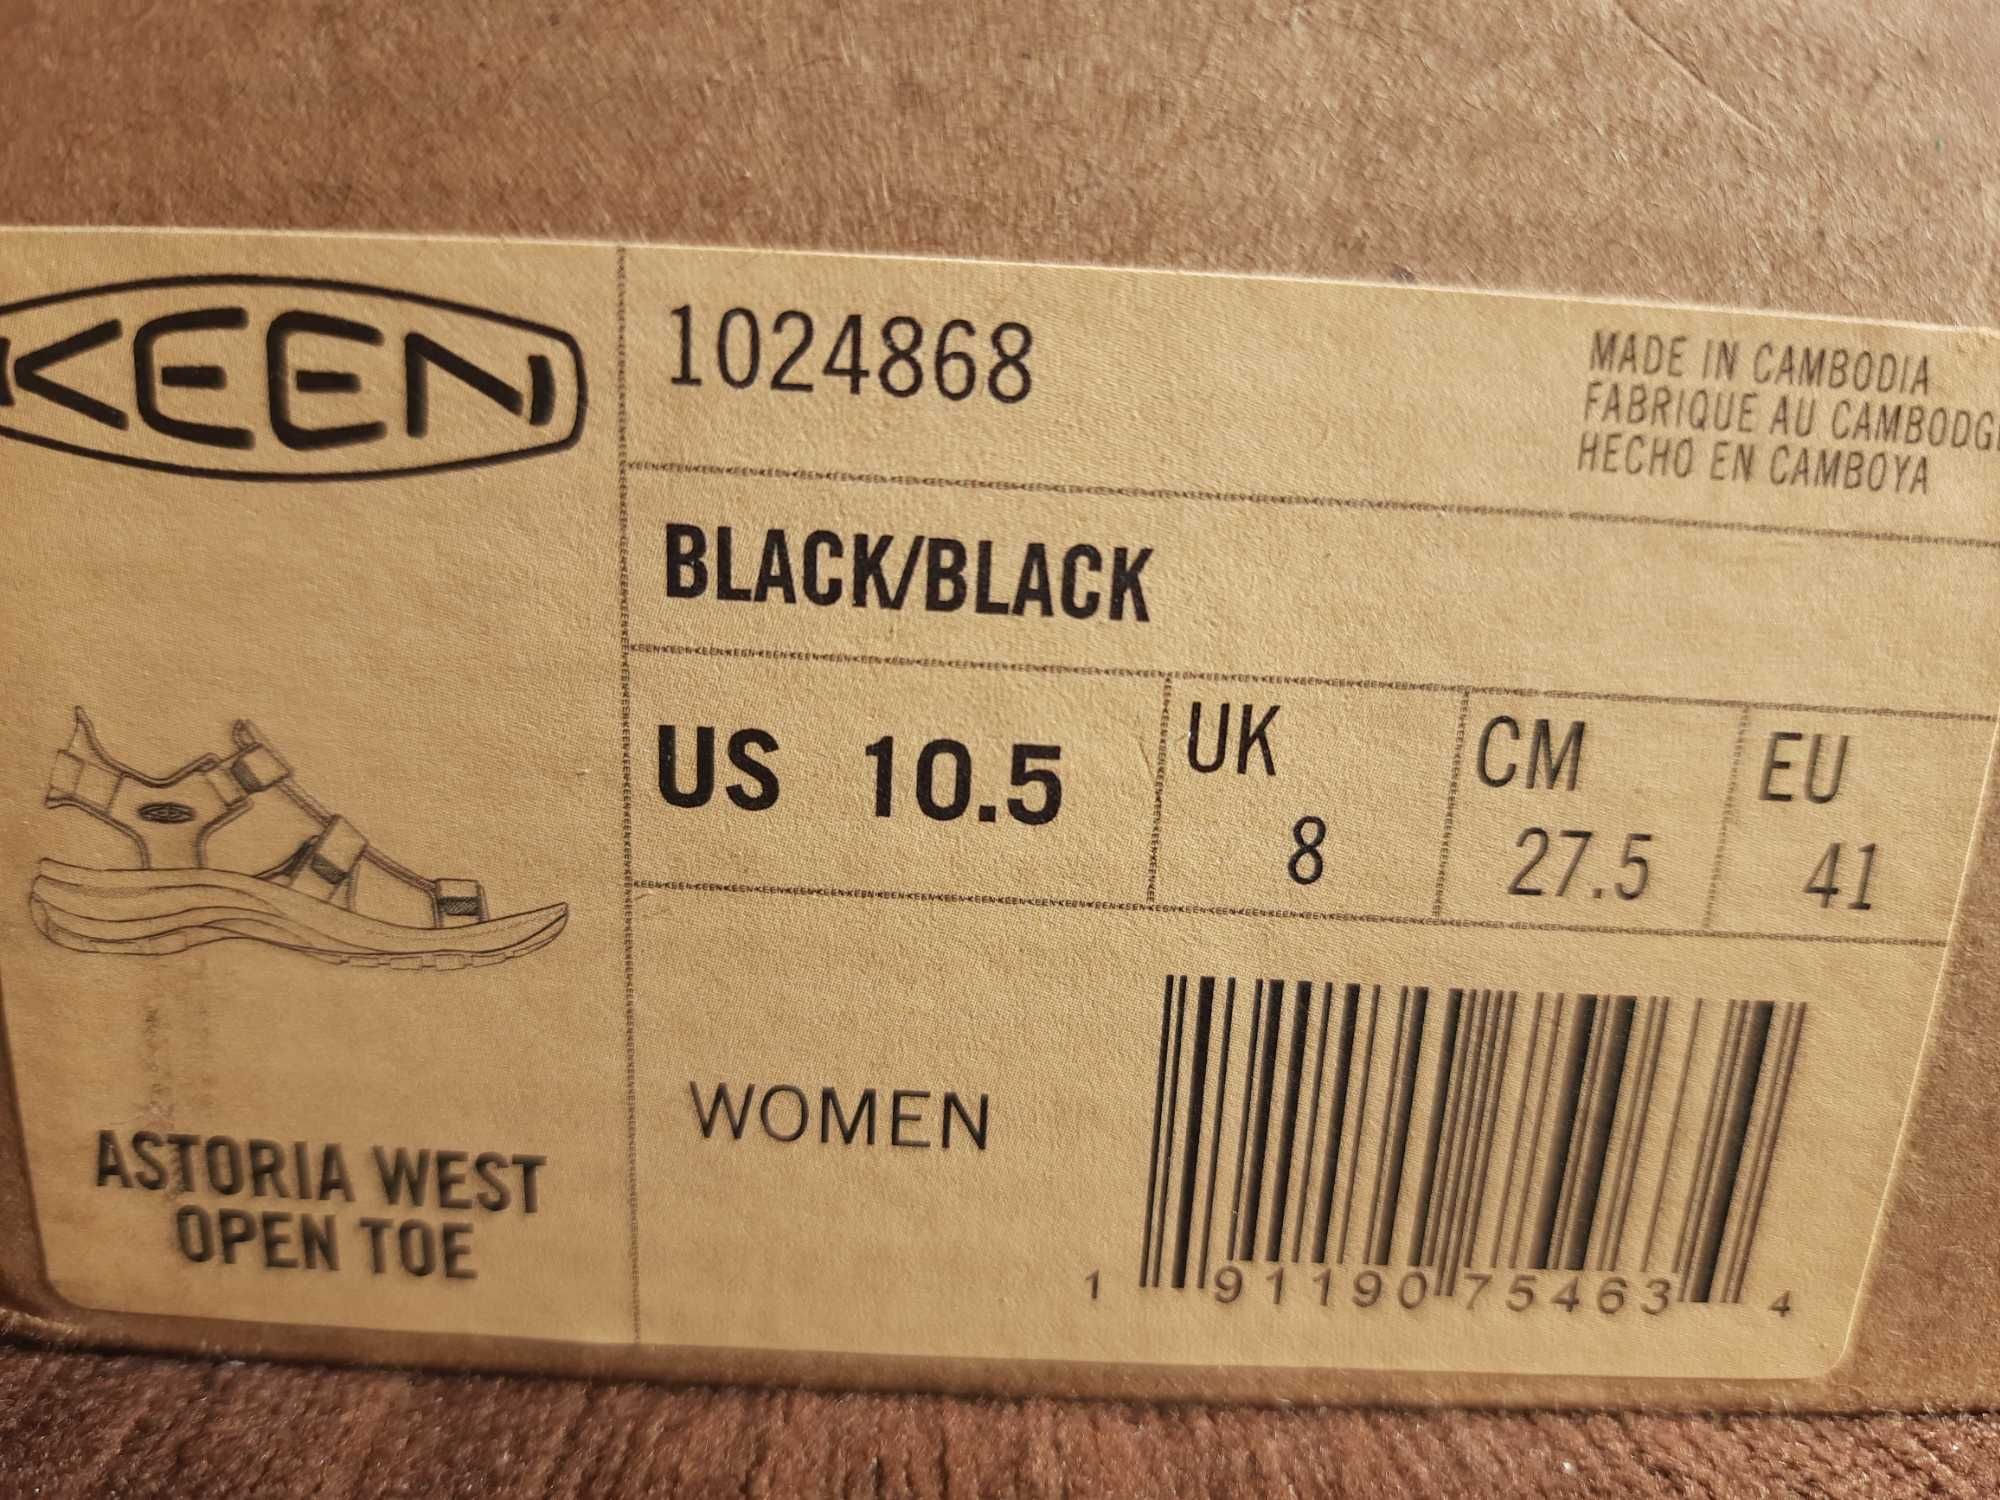 KEEN
1024868
MADE IN CAMBODIA
FABRIQUE AU CAMBODG
HECHO EN CAMBOYA
BLACK/BLACK
US 10.5
UK
8
CM
27.5
EU
41
WOMEN
ASTORIA WEST
OPEN TOE
1 91190 75463 4